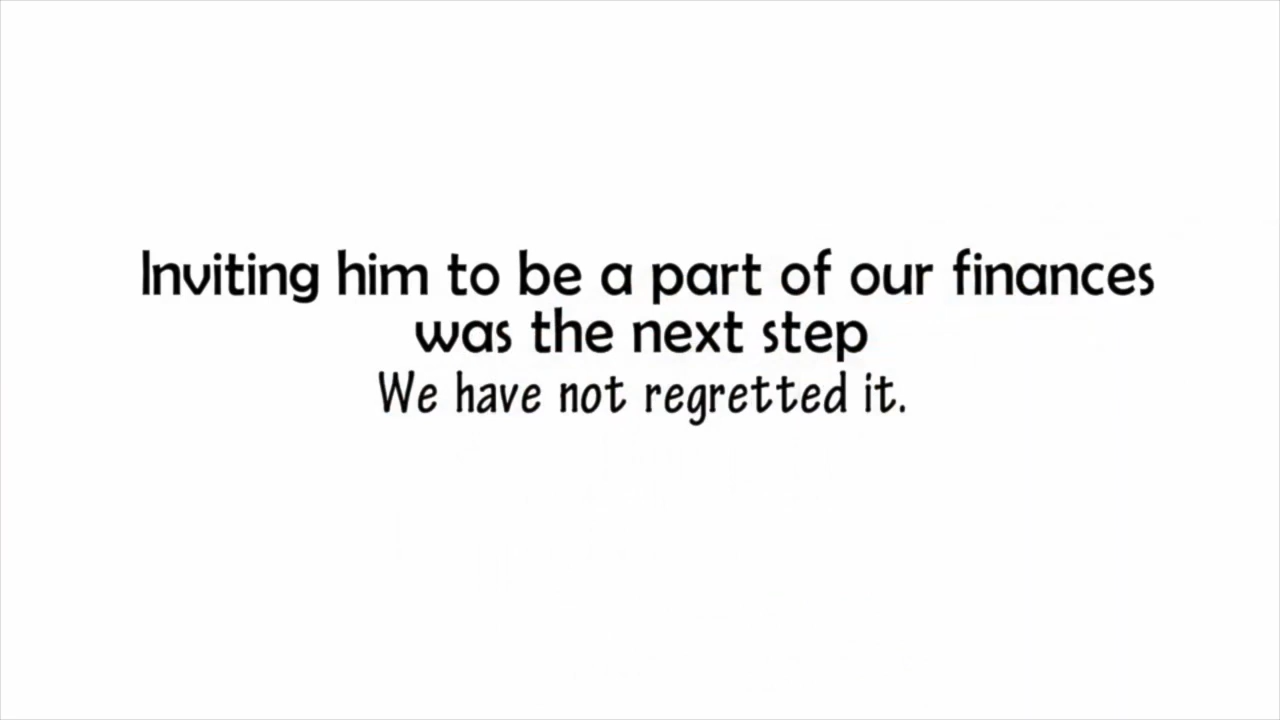 Inviting him to be a part of our finances
was the next step
We have not regretted it.